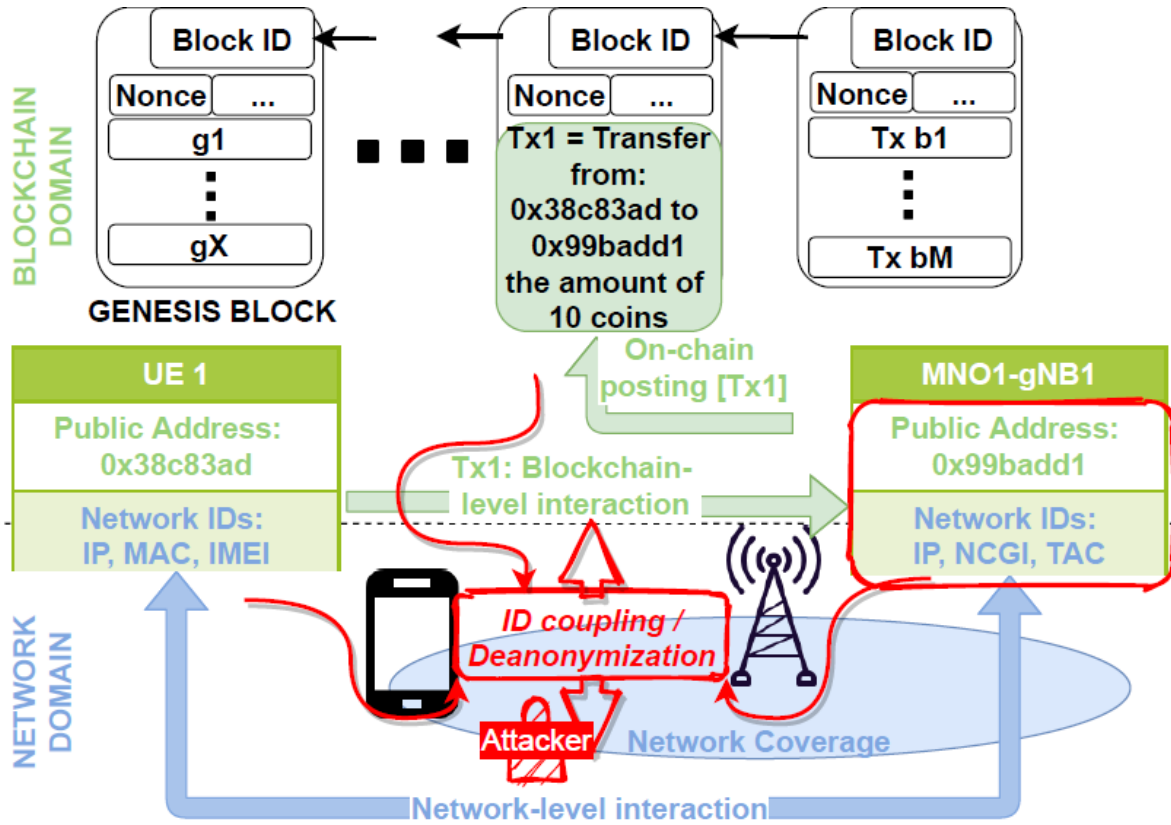 Block ID
Block ID
Block ID
Nonce
...
Nonce
...
Nonce
...
g1
gX
GENESIS BLOCK
Tx1 = Transfer
from:
0x38c83ad to
0x99badd1
the amount of
10 coins
Tx b1
Tx bM
BLOCKCHAIN
DOMAIN
UE 1
Public Address:
0x38c83ad
Network IDs:
IP, MAC, IMEI
On-chain
posting [Tx1]
Tx1: Blockchain-
level interaction
MNO1-gNB1
Public Address:
0x99badd1
Network IDs:
IP, NCGI, TAC
NETWORK
DOMAIN
ID coupling /
Deanonymization
Attacker
Network Coverage
Network-level interaction